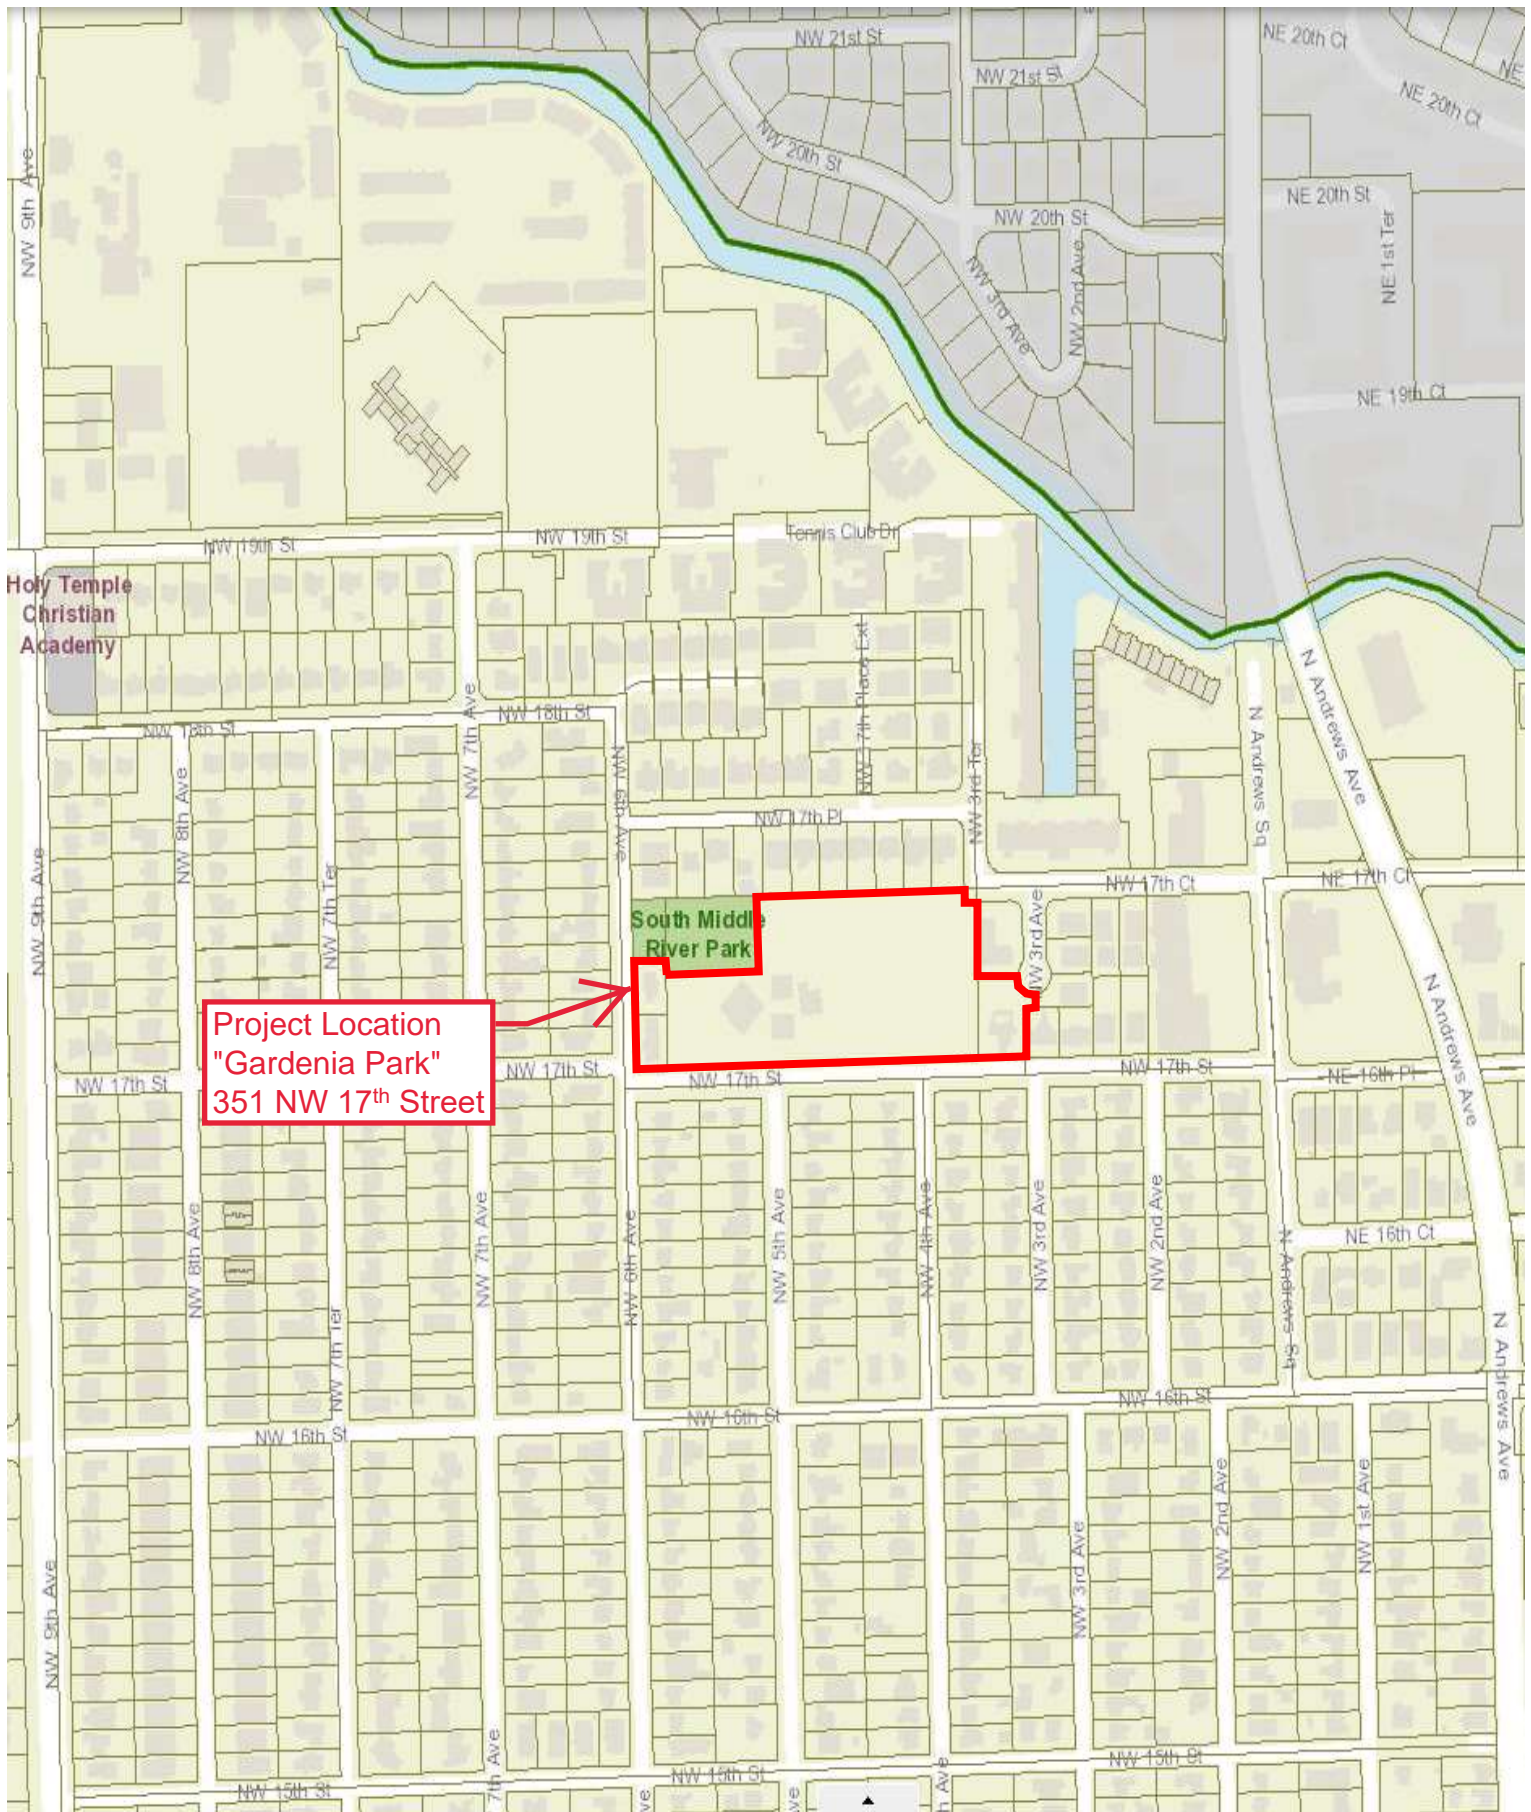 NW 21st St
NE 20th Ct
NW 21st St
NE
NE 20th Ct
NW 20th St
NW 9th Ave
NE 20th St
NW 20th St
NE 1st Ter
NW 2nd Ave
NW 3rd Ave
NE 19th Ct
NW 19th St
NW 19th St
Tennis Club Dr
Holy Temple
Christian
Academy
NW 7th Place Ext
N Andrews Ave
NW 18th St
NW 18th St
NW 7th Ave
NW 6th Ave
NW 3rd Ter
N Andrews Sq
NW 8th Ave
NW 17th Pl
NW 9th Ave
NW 7th Ter
NW 17th Ct
NE 17th Ct
South Middle
River Park
NW 3rd Ave
N Andrews Ave
Project Location
"Gardenia Park"
351 NW 17th Street
NW 17th St
NW 17th St
NW 17th St
NW 17th St
NE 16th Pl
NW 8th Ave
NW 7th Ave
NW 6th Ave
NW 5th Ave
NW 4th Ave
NW 3rd Ave
NW 2nd Ave
N Andrews Sq
NE 16th Ct
NW 7th Ter
N Andrews Ave
NW 16th St
NW 16th St
NW 16th St
NW 9th Ave
NW 3rd Ave
NW 2nd Ave
NW 1st Ave
NW 15th St
NW 15th St
NW 15th St
7th Ave
ve
ve
h Ave